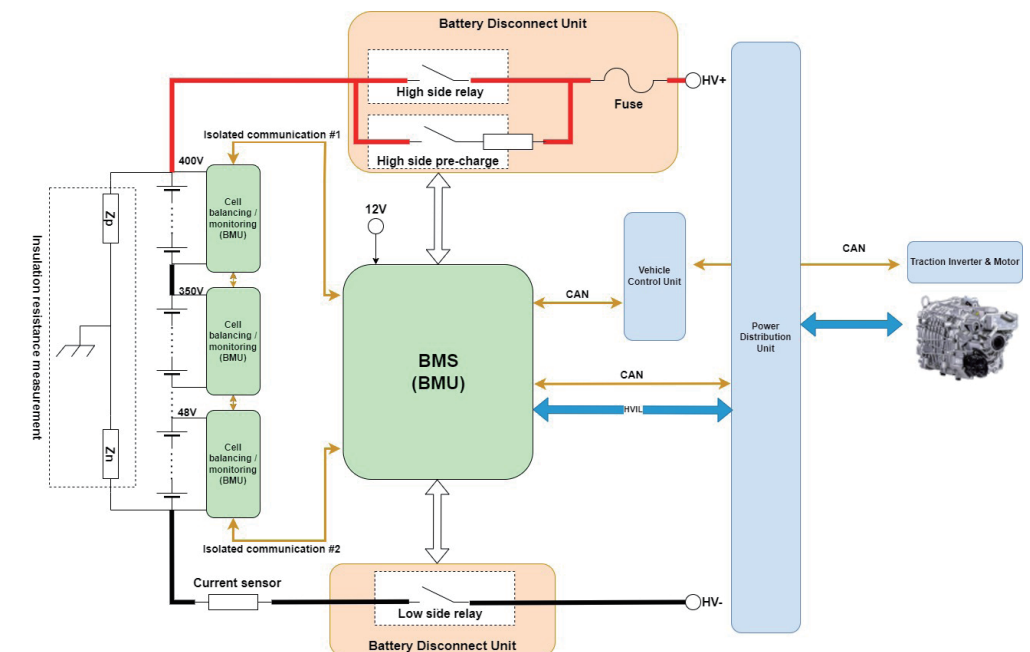 Battery Disconnect Unit
High side relay
HV+
Fuse
Isolated communication #1
High side pre-charge
400V
Zp
Cell
balancing /
monitoring
(BMU)
12V
CAN
Vehicle
Control Unit
Traction Inverter & Motor
Insulation resistance measurement
350V
Cell
balancing /
monitoring
(BMU)
CAN
Power
Distribution
Unit
BMS
(BMU)
CAN
HVIL
48V
Zn
Cell
balancing /
monitoring
(BMU)
Isolated communication #2
Current sensor
Low side relay
HV-
Battery Disconnect Unit